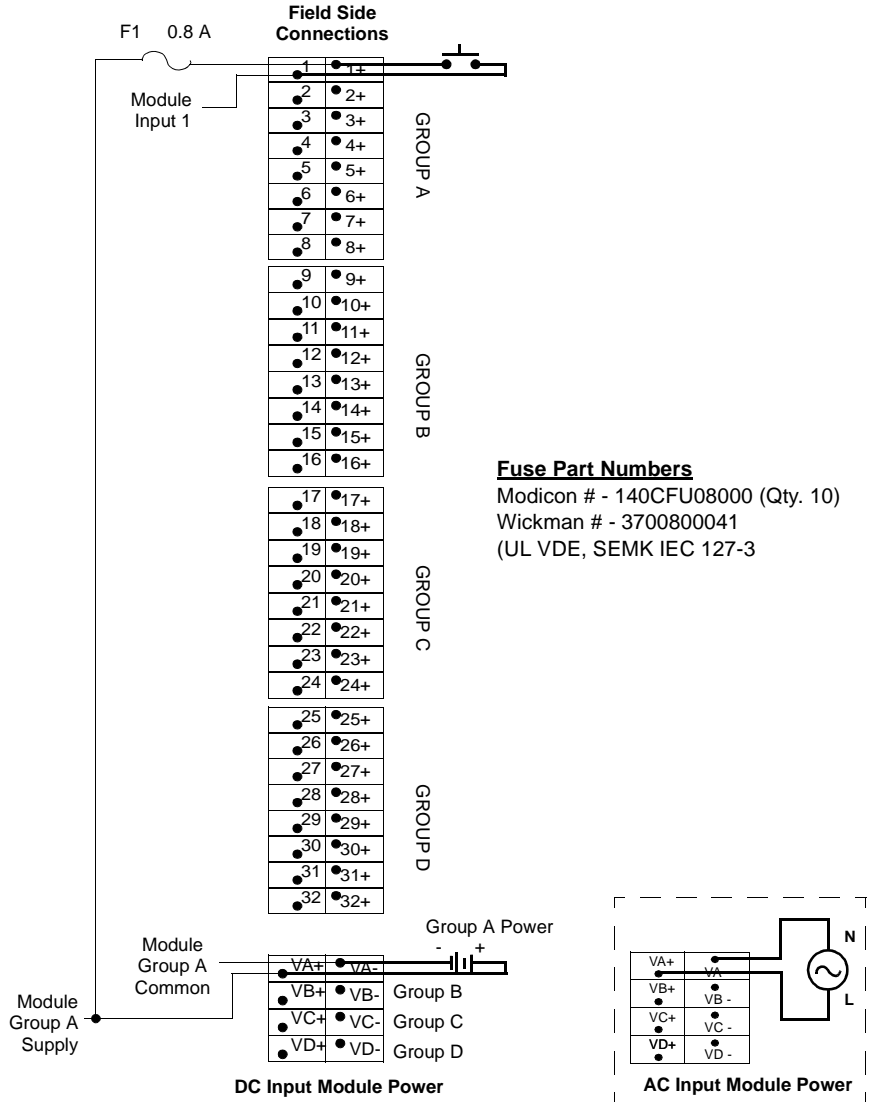 F1 0.8 A
Field Side
Connections
Module
Input 1
1 1+
2 2+
3 3+
4 4+
5 5+
6 6+
7 7+
8 8+
GROUP A
9 9+
10 10+
11 11+
12 12+
13 13+
14 14+
15 15+
16 16+
GROUP B
17 17+
18 18+
19 19+
20 20+
21 21+
22 22+
23 23+
24 24+
GROUP C
25 25+
26 26+
27 27+
28 28+
29 29+
30 30+
31 31+
32 32+
GROUP D
Fuse Part Numbers
Modicon # - 140CFU08000 (Qty. 10)
Wickman # - 3700800041
(UL VDE, SEMK IEC 127-3
Group A Power
- +
Module
Group A
Common
Module
Group A
Supply
VA+ VA-
VB+ VB- Group B
VC+ VC- Group C
VD+ VD- Group D
DC Input Module Power
N
L
VA+ VA -
VB+ VB -
VC+ VC -
VD+ VD -
AC Input Module Power